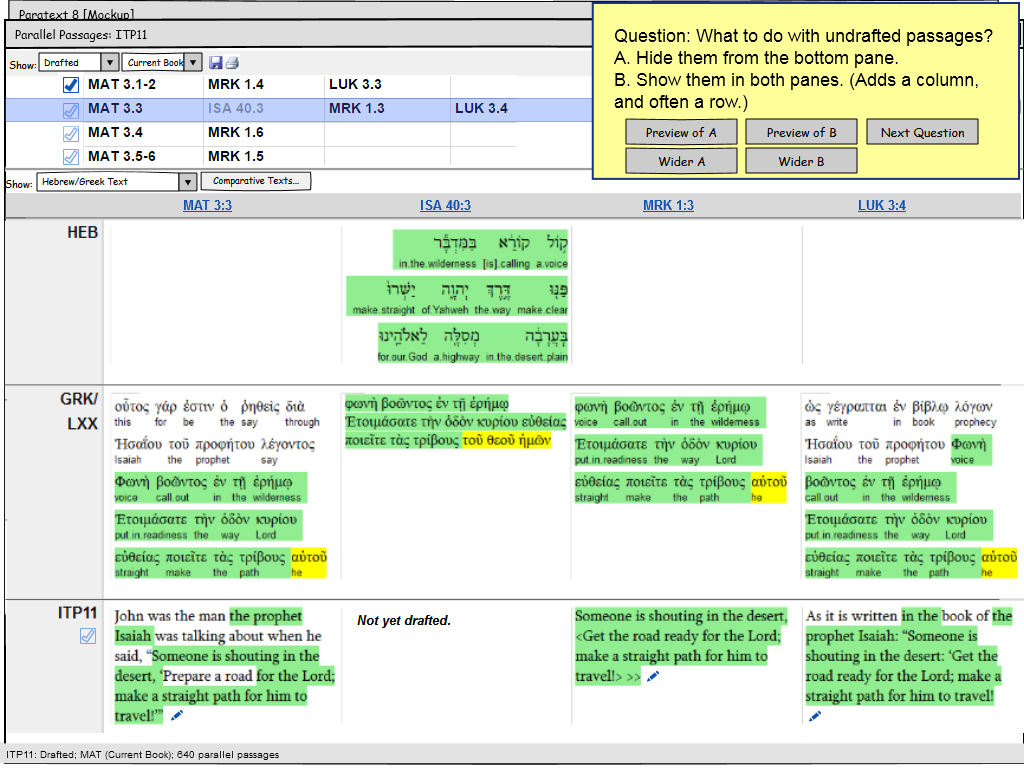 Paratext 8 [Mockup]
Parallel Passages: ITP11
Show: Drafted Current Book
MAT 3.1-2 MRK 1.4 LUK 3.3
MAT 3.3 ISA 40.3 MRK 1.3 LUK 3.4
MAT 3.4 MRK 1.6
MAT 3.5-6 MRK 1.5
Question: What to do with undrafted passages?
A. Hide them from the bottom pane.
B. Show them in both panes. (Adds a column,
and often a row.)
Preview of A Preview of B Next Question
Wider A Wider B
Show: Hebrew/Greek Text Comparative Texts...
MAT 3:3 ISA 40:3 MRK 1:3 LUK 3:4
HEB
ק֣וֹל קוֹרֵ֔א בַּמִּדְבָּ֕ר
in.the.wilderness [is].calling a.voice
פַּנּ֖וּ דֶּ֣רֶךְ יְהוָ֑ה יַשְּׁרוּ֙
make.straight of.Yahweh the.way make.clear
בָּעֲרָבָ֔ה מְסִלָּ֖ה לֵאלֹהֵֽינוּ
for.our.God a.highway in.the.desert.plain
GRK/
LXX
οὗτος γάρ ἐστιν ὁ ῥηθεὶς διὰ
this for be the say through
Ἠσαΐου τοῦ προφήτου λέγοντος
Isaiah the prophet say
Φωνὴ βοῶντος ἐν τῇ ἐρήμῳ
voice call.out in the wilderness
Ἑτοιμάσατε τὴν ὁδὸν κυρίου
put.in.readiness the way Lord
εὐθείας ποιεῖτε τὰς τρίβους αὐτοῦ
straight make the path he
φωνὴ βοῶντος ἐν τῇ ἐρήμῳ
Ἑτοιμάσατε τὴν ὁδὸν κυρίου εὐθείας
ποιεῖτε τὰς τρίβους τοῦ θεοῦ ἡμῶν
φωνὴ βοῶντος ἐν τῇ ἐρήμῳ
voice call.out in the wilderness
Ἑτοιμάσατε τὴν ὁδὸν κυρίου
put.in.readiness the way Lord
εὐθείας ποιεῖτε τὰς τρίβους αὐτοῦ
straight make the path he
ὡς γέγραπται ἐν βίβλῳ λόγων
as write in book prophecy
Ἠσαΐου τοῦ προφήτου Φωνὴ
Isaiah the prophet voice
βοῶντος ἐν τῇ ἐρήμῳ
call.out in the wilderness
Ἑτοιμάσατε τὴν ὁδὸν κυρίου
put.in.readiness the way Lord
εὐθείας ποιεῖτε τὰς τρίβους αὐτοῦ
straight make the path he
ITP11
John was the man the prophet
Isaiah was talking about when he
said, “Someone is shouting in the
desert, ‘Prepare a road for the Lord;
make a straight path for him to
travel!’”
Not yet drafted.
Someone is shouting in the desert,
<Get the road ready for the Lord;
make a straight path for him to
travel!> >>
As it is written in the book of the
prophet Isaiah: “Someone is
shouting in the desert: ‘Get the
road ready for the Lord; make a
straight path for him to travel!
ITP11: Drafted; MAT (Current Book); 640 parallel passages